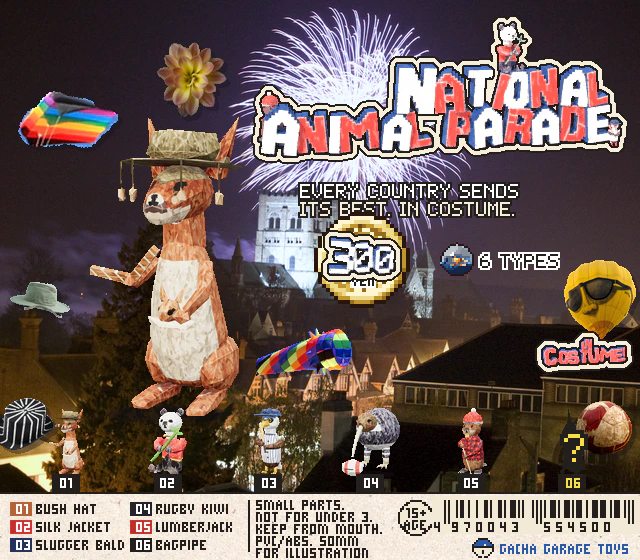 NATIONAL
ANIMAL PARADE
EVERY COUNTRY SENDS
ITS BEST, IN COSTUME.
300
YEN
6 TYPES
COSTUME!
?
01
02
03
04
05
06
01 BUSH HAT
02 SILK JACKET
03 SLUGGER BALD
04 RUGBY KIWI
05 LUMBERJACK
06 BAGPIPE
SMALL PARTS.
NOT FOR UNDER 3.
KEEP FROM MOUTH.
PVC/ABS. 50MM
FOR ILLUSTRATION
15+
AGE
4 970043 554500
GACHA GARAGE TOYS